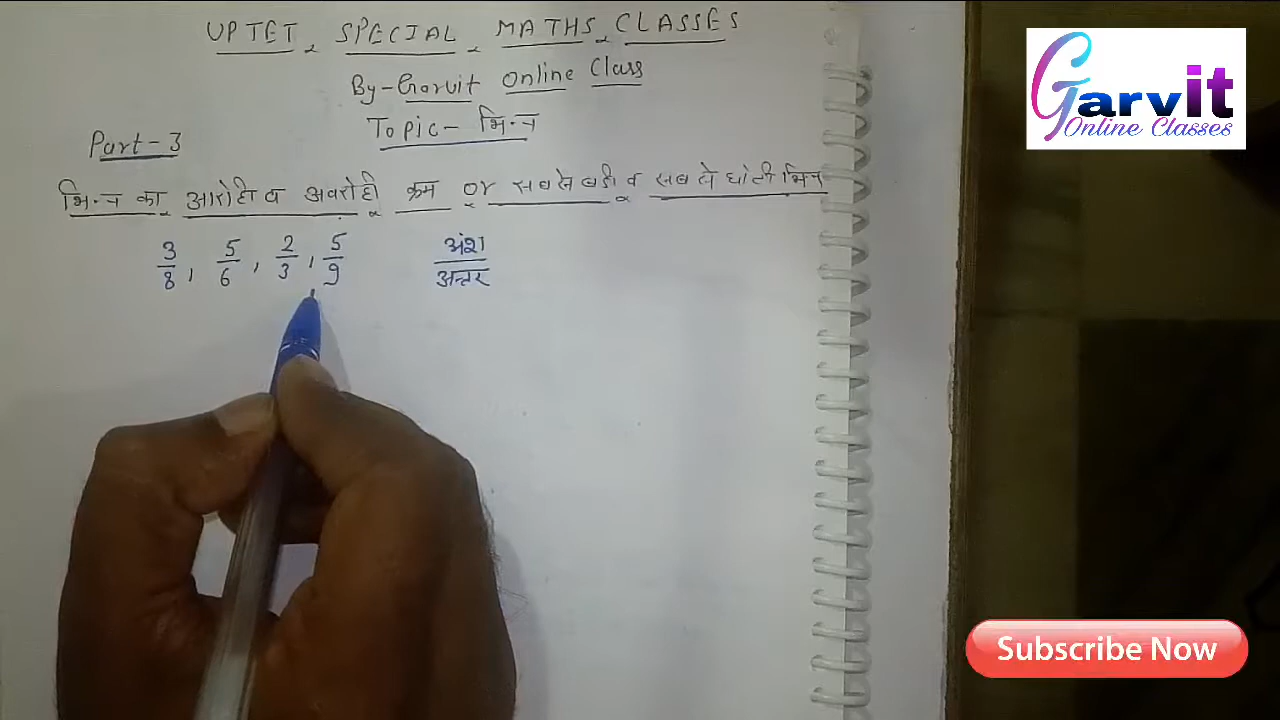 UPTET, SPECIAL, MATHS, CLASSES
By-Garvit Online Class
Topic- भिन्न
Part-3
भिन्न का आरोही व अवरोही क्रम or सबसे बडी व सबसे छोटी भिन्न
3/8, 5/6, 2/3, 5/9
अंश
अन्तर
Garvit
Online Classes
Subscribe Now